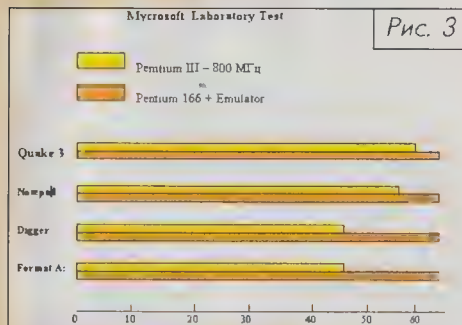 Mycrosoft Laboratory Test
Рис. 3
Pentium III – 800 МГц
Pentium 166 + Emulator
Quake 3
Notepad
Digger
Format A:
0 10 20 30 40 50 60